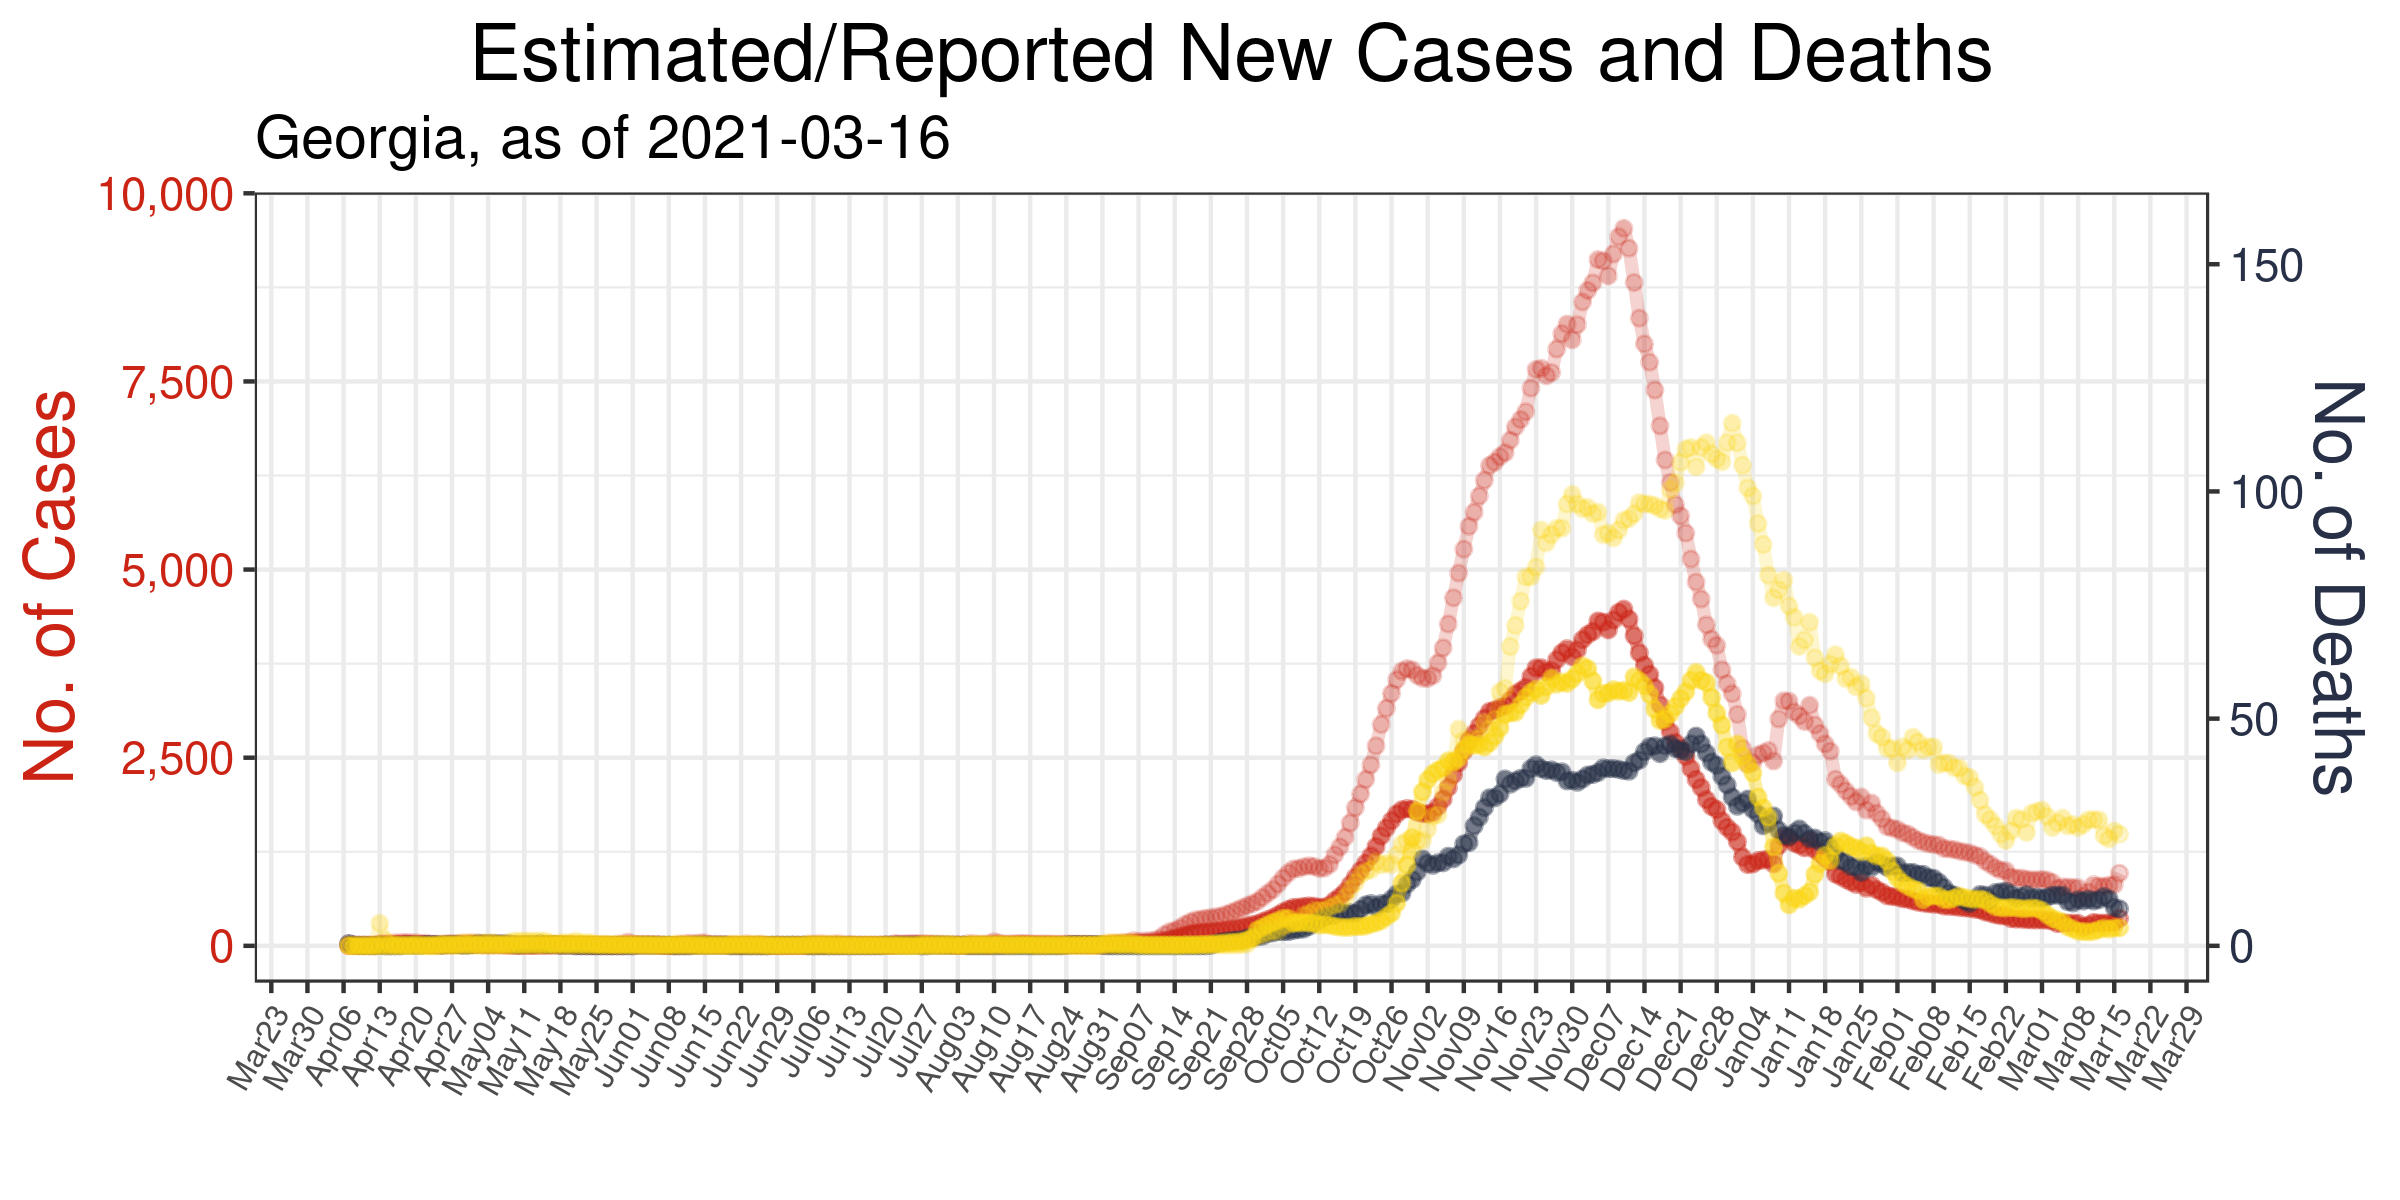 Estimated/Reported New Cases and Deaths
Georgia, as of 2021-03-16
No. of Cases
10,000
7,500
5,000
2,500
0
No. of Deaths
150
100
50
0
Mar23
Mar30
Apr06
Apr13
Apr20
Apr27
May04
May11
May18
May25
Jun01
Jun08
Jun15
Jun22
Jun29
Jul06
Jul13
Jul20
Jul27
Aug03
Aug10
Aug17
Aug24
Aug31
Sep07
Sep14
Sep21
Sep28
Oct05
Oct12
Oct19
Oct26
Nov02
Nov09
Nov16
Nov23
Nov30
Dec07
Dec14
Dec21
Dec28
Jan04
Jan11
Jan18
Jan25
Feb01
Feb08
Feb15
Feb22
Mar01
Mar08
Mar15
Mar22
Mar29